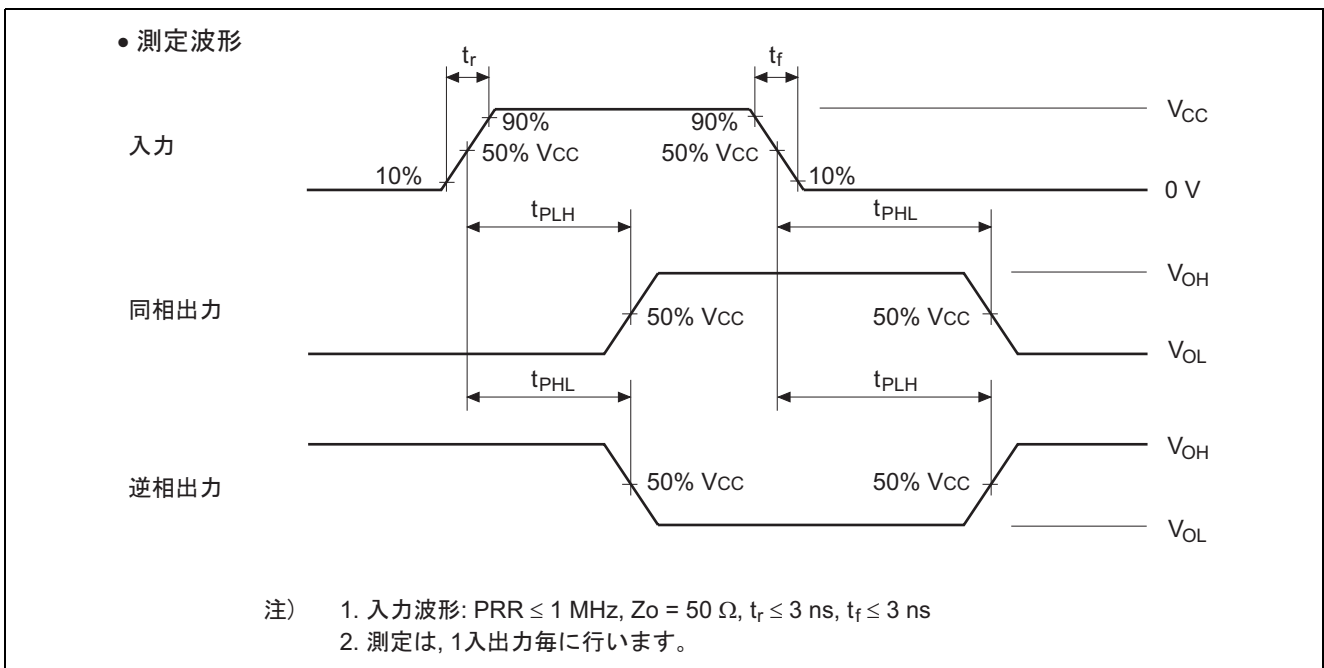 • 測定波形
tr tf
入力
90% 90% VCC
50% VCC 50% VCC
10% 10% 0 V
tPLH tPHL
同相出力
VOH
50% VCC 50% VCC
VOL
tPHL tPLH
逆相出力
VOH
50% VCC 50% VCC
VOL
注) 1. 入力波形: PRR ≤ 1 MHz, Zo = 50 Ω, tr ≤ 3 ns, tf ≤ 3 ns
2. 測定は, 1入出力毎に行います。